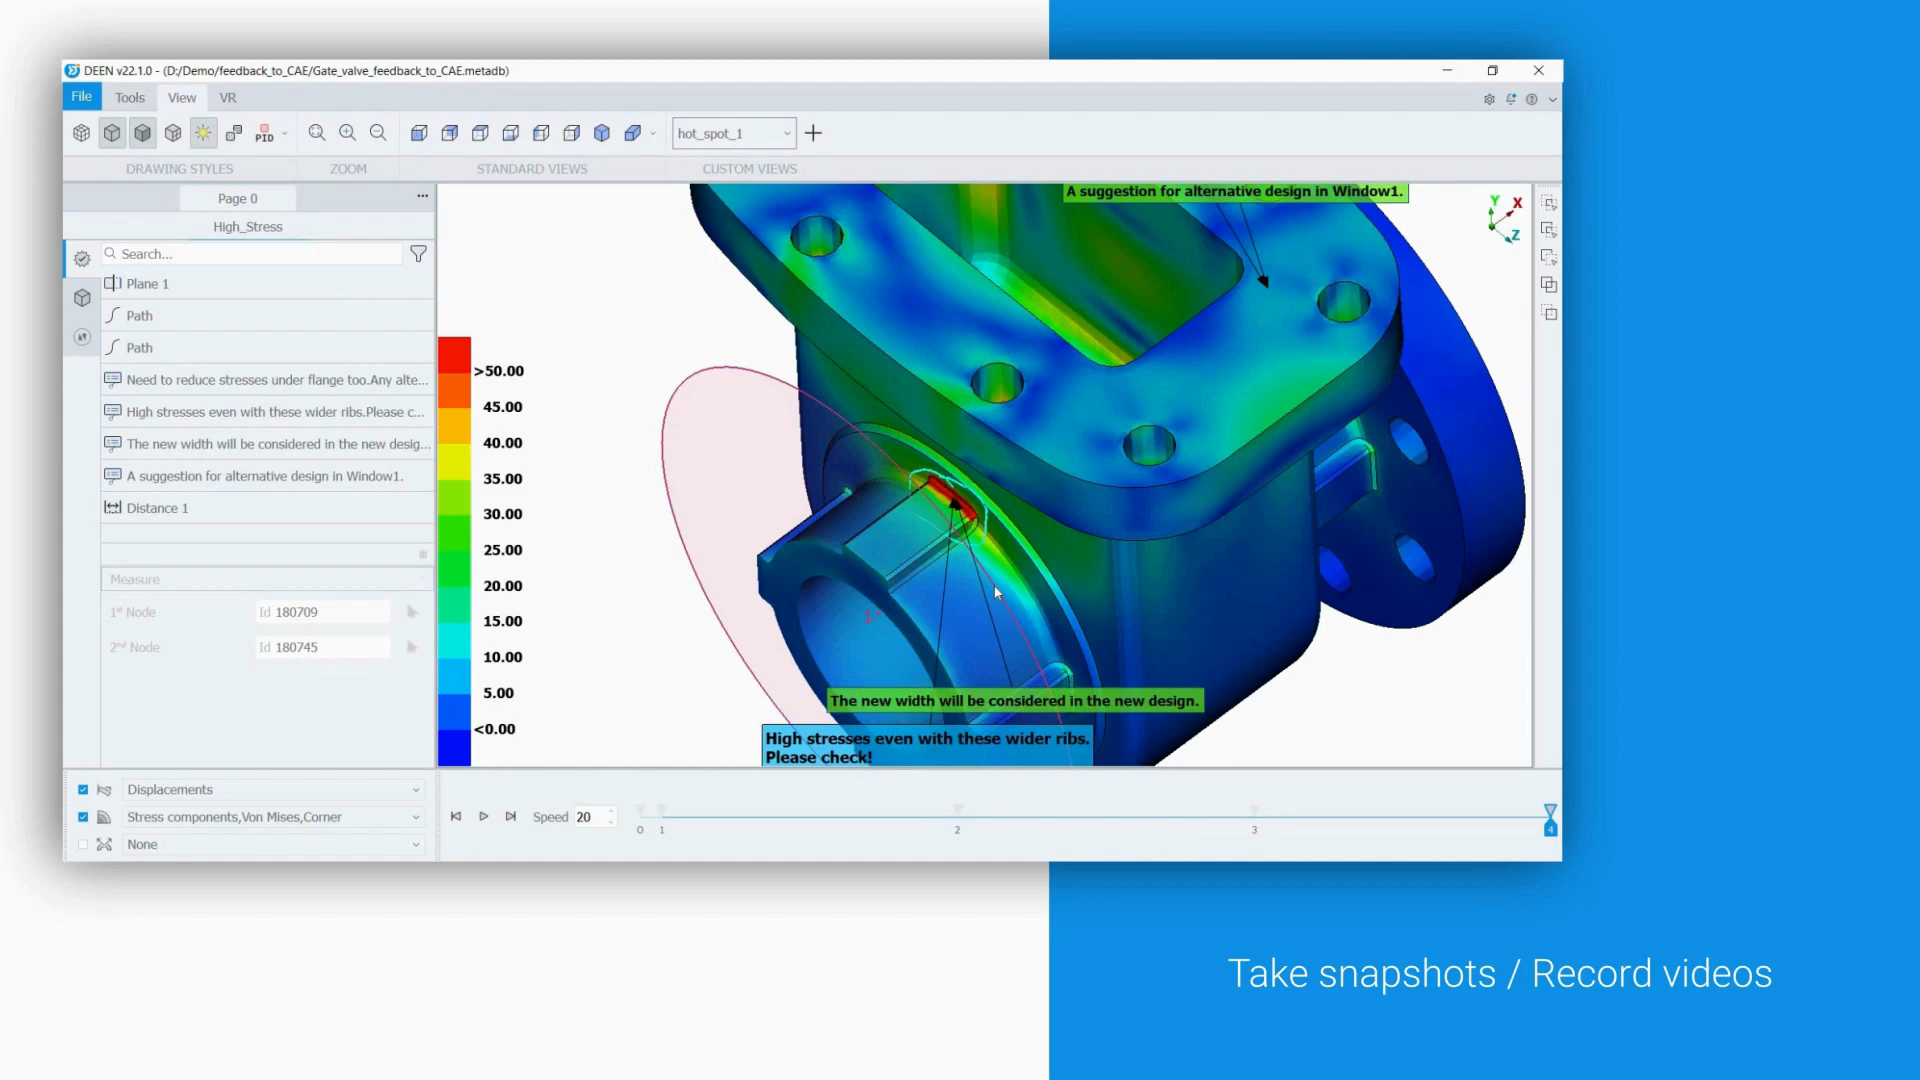 DEEN v22.1.0 - (D:/Demo/feedback_to_CAE/Gate_valve_feedback_to_CAE.metadb)
File Tools View VR
PID
hot_spot_1
DRAWING STYLES ZOOM STANDARD VIEWS CUSTOM VIEWS
Page 0
High_Stress
Search...
Plane 1
Path
Path
Need to reduce stresses under flange too.Any alte...
High stresses even with these wider ribs.Please c...
The new width will be considered in the new desig...
A suggestion for alternative design in Window1.
Distance 1
Measure
1st Node Id 180709
2nd Node Id 180745
Displacements
Stress components,Von Mises,Corner
None
>50.00
45.00
40.00
35.00
30.00
25.00
20.00
15.00
10.00
5.00
<0.00
A suggestion for alternative design in Window1.
Y X
Z
The new width will be considered in the new design.
High stresses even with these wider ribs.
Please check!
Speed 20
0 1 2 3 4
Take snapshots / Record videos